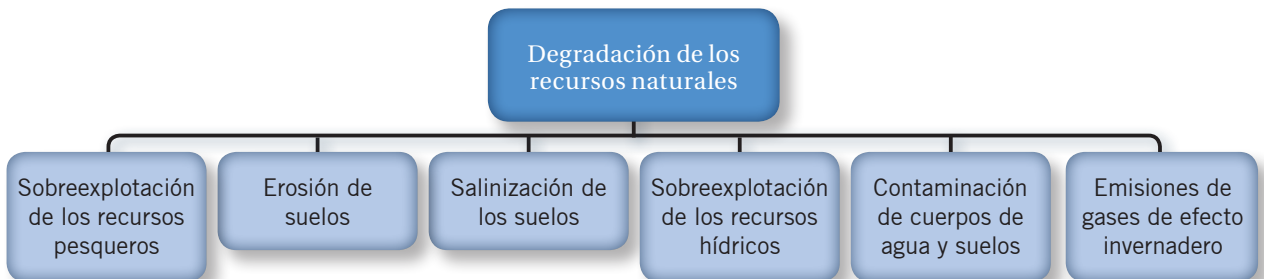 Degradación de los
recursos naturales
Sobreexplotación
de los recursos
pesqueros
Erosión de
suelos
Salinización de
los suelos
Sobreexplotación
de los recursos
hídricos
Contaminación
de cuerpos de
agua y suelos
Emisiones de
gases de efecto
invernadero